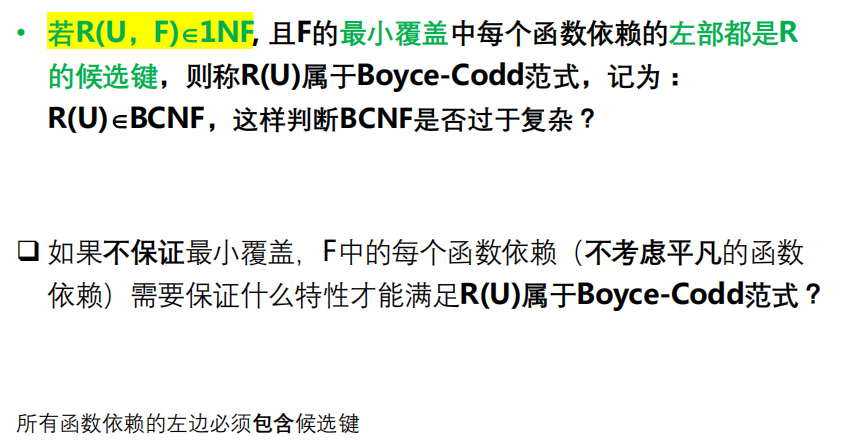 • 若R(U，F)∈1NF, 且F的最小覆盖中每个函数依赖的左部都是R
的候选键，则称R(U)属于Boyce-Codd范式，记为：
R(U)∈BCNF，这样判断BCNF是否过于复杂？
❑ 如果不保证最小覆盖，F中的每个函数依赖（不考虑平凡的函数
依赖）需要保证什么特性才能满足R(U)属于Boyce-Codd范式？
所有函数依赖的左边必须包含候选键